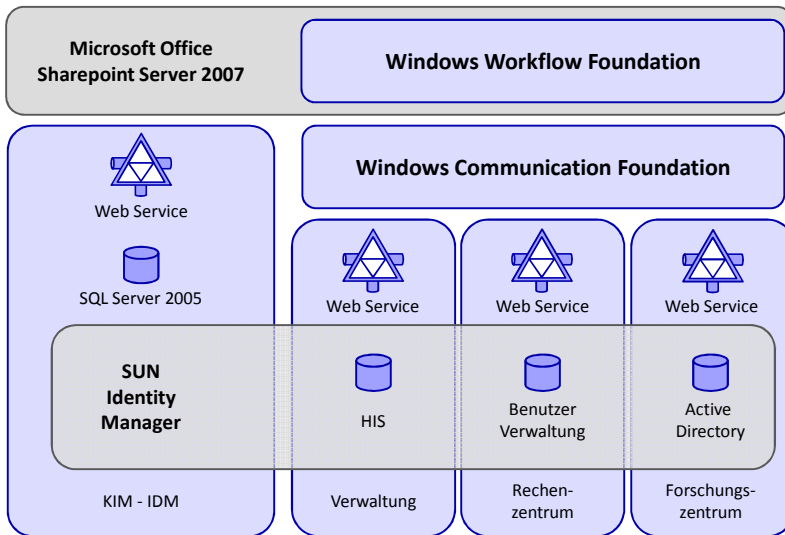 Microsoft Office
Sharepoint Server 2007
Windows Workflow Foundation
Windows Communication Foundation
Web Service
SQL Server 2005
Web Service
Web Service
Web Service
SUN
Identity
Manager
HIS
Benutzer
Verwaltung
Active
Directory
KIM - IDM
Verwaltung
Rechen-
zentrum
Forschungs-
zentrum